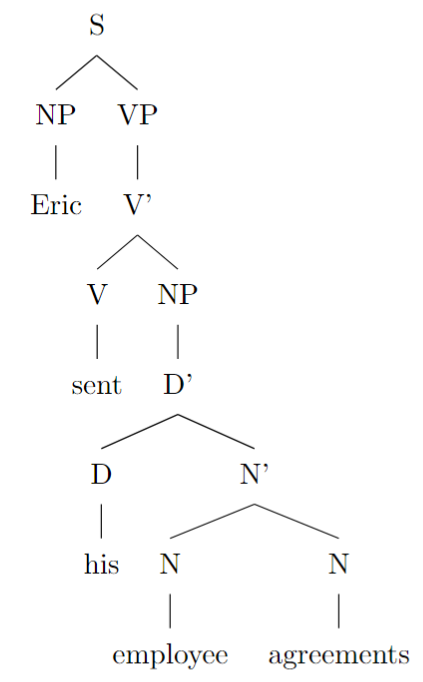 S
NP VP
Eric V’
V NP
sent D’
D N’
his N N
employee agreements